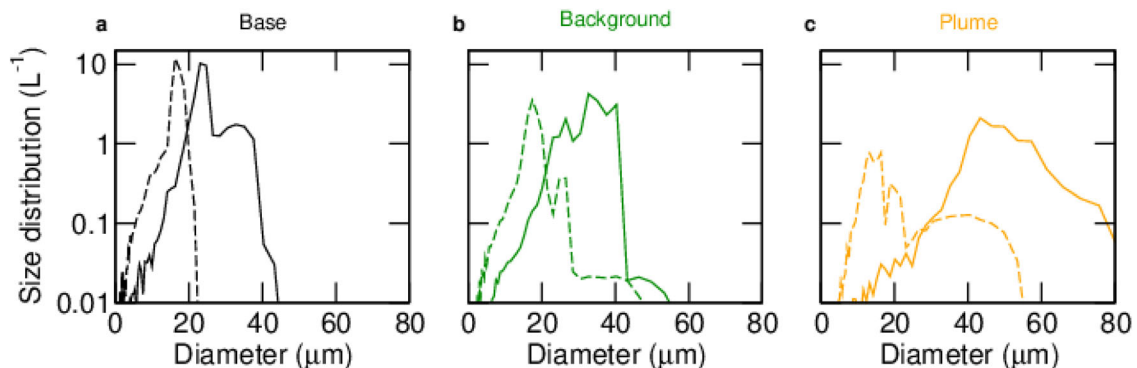 a Base
b Background
c Plume
Size distribution (L⁻¹)
10
1
0.1
0.01
0 20 40 60 80
0 20 40 60 80
0 20 40 60 80
Diameter (μm)
Diameter (μm)
Diameter (μm)